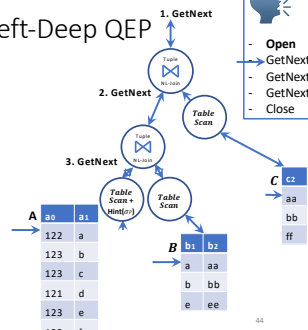 eft-Deep QEP
1. GetNext
- Open
- GetNext
- GetNext
- GetNext
- Close
Tuple
NL-Join
2. GetNext
Table
Scan
Tuple
NL-Join
3. GetNext
Table
Scan +
Hint(σF)
Table
Scan
C c2
aa
bb
ff
A a0 a1
122 a
123 b
123 c
121 d
123 e
B b1 b2
a aa
b bb
e ee
44